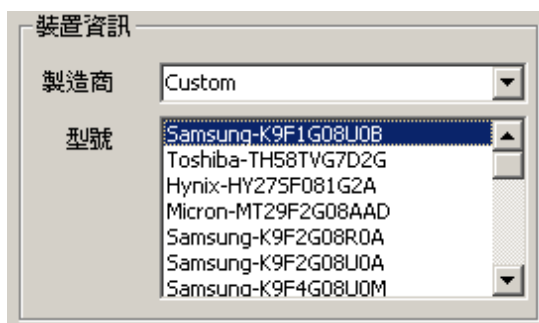 裝置資訊
製造商
Custom
型號
Samsung-K9F1G08U0B
Toshiba-TH58TVG7D2G
Hynix-HY27SF081G2A
Micron-MT29F2G08AAD
Samsung-K9F2G08R0A
Samsung-K9F2G08U0A
Samsung-K9F4G08U0M